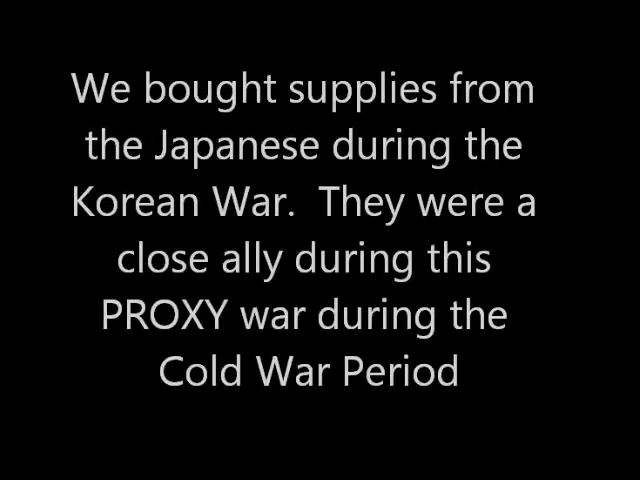 We bought supplies from
the Japanese during the
Korean War.  They were a
close ally during this
PROXY war during the
Cold War Period